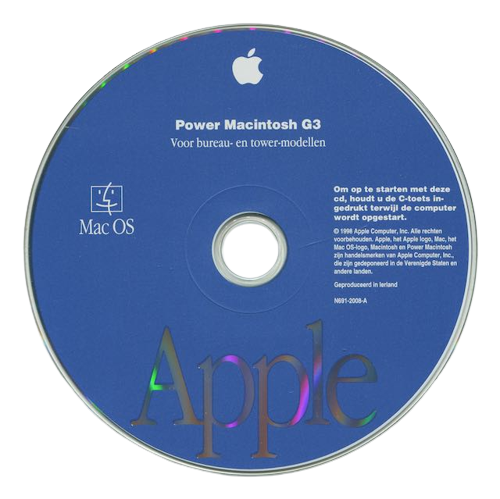 Power Macintosh G3
Voor bureau- en tower-modellen
Mac OS
Om op te starten met deze
cd, houdt u de C-toets in-
gedrukt terwijl de computer
wordt opgestart.
© 1998 Apple Computer, Inc. Alle rechten
voorbehouden. Apple, het Apple logo, Mac, het
Mac OS-logo, Macintosh en Power Macintosh
zijn handelsmerken van Apple Computer, Inc.,
die zijn gedeponeerd in de Verenigde Staten en
andere landen.
Geproduceerd in Ierland
N691-2008-A
Apple